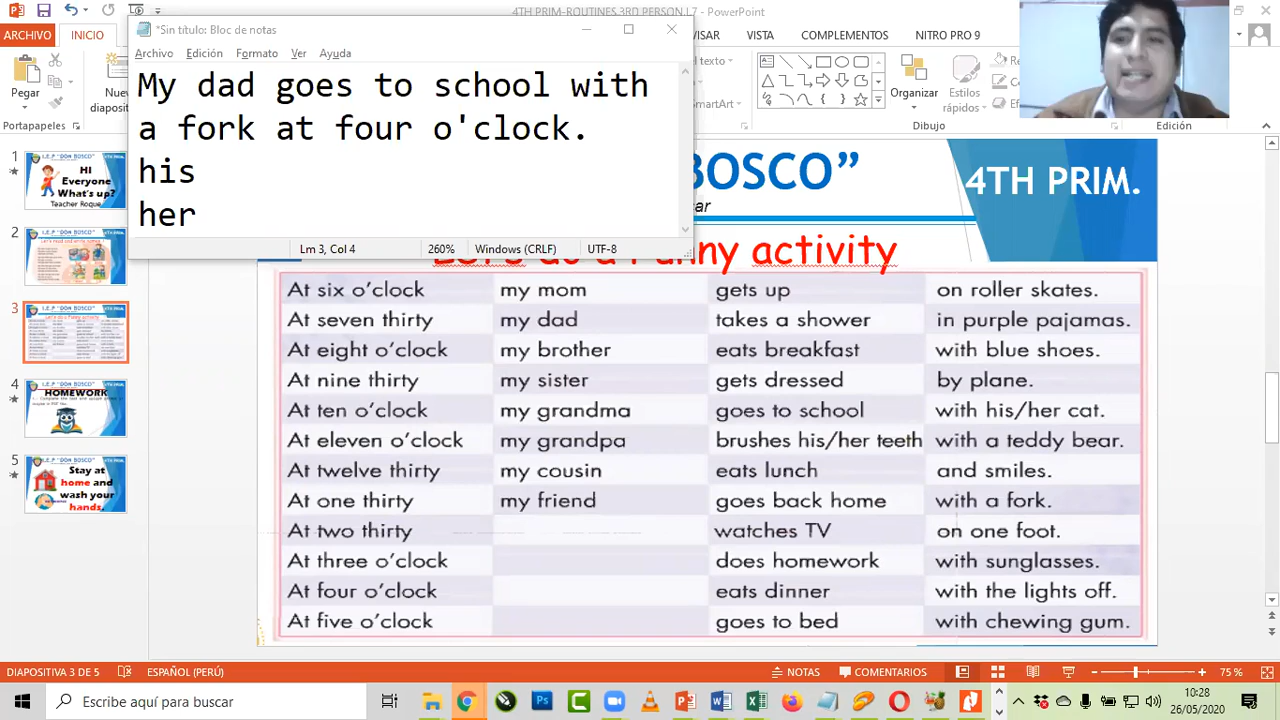 4TH PRIM-ROUTINES 3RD PERSON L7 - PowerPoint
ARCHIVO INICIO VISAR VISTA COMPLEMENTOS NITRO PRO 9
*Sin título: Bloc de notas
Archivo Edición Formato Ver Ayuda
My dad goes to school with
a fork at four o'clock.
his
her
Lm 3, Col 4 260% Windows (CRLF) UTF-8
Pegar
Organizar
Estilos
rápidos
Portapapeles
Dibujo
Edición
1
HI
Everyone
What's up?
Teacher Roque
2
3
4
HOMEWORK
5
Stay at
home and
wash your
hands.
BOSCO”
4TH PRIM.
activity
At six o'clock my mom gets up on roller skates.
dad
At eight o'clock my brother eats breakfast with blue shoes.
At nine thirty my sister gets dressed by plane.
At ten o'clock my grandma goes to school with his/her cat.
At eleven o'clock my grandpa brushes his/her teeth with a teddy bear.
At twelve thirty my cousin eats lunch and smiles.
At one thirty my friend goes back home with a fork.
At two thirty watches TV on one foot.
At three o'clock does homework with sunglasses.
At four o'clock eats dinner with the lights off.
At five o'clock goes to bed with chewing gum.
DIAPOSITIVA 3 DE 5 ESPAÑOL (PERÚ) NOTAS COMENTARIOS 75 %
Escribe aquí para buscar
10:28
26/05/2020